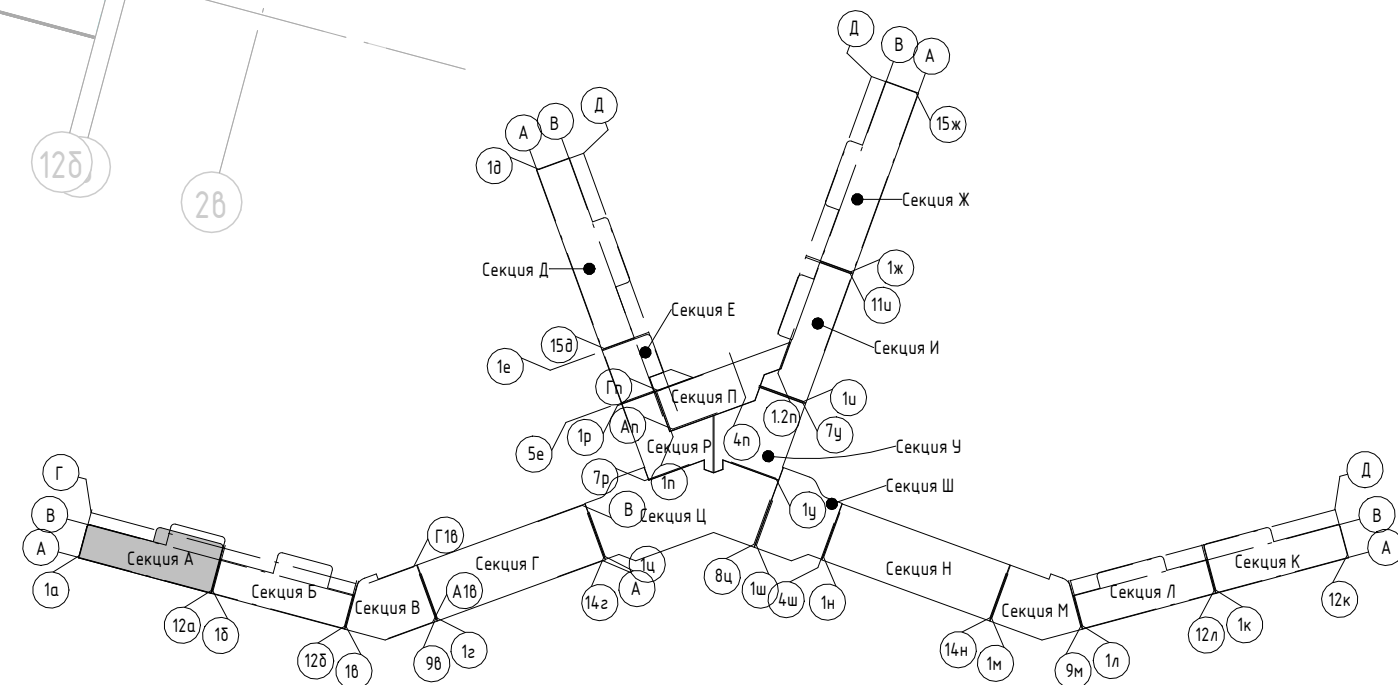 Д
В
А
15ж
Д
В
А
1д
12б
2в
Секция Ж
Секция Д
1ж
11и
Секция Е
15д
1е
Секция И
Гп
Секция П
1и
1.2п
7у
Ап
4п
1р
5е
Секция Р
Секция У
Г
7р
1п
Д
Секция Ш
В
В
Секция Ц
1у
В
А
Г1в
А
Секция А
Секция Г
1ц
Секция Н
Секция К
1а
Секция Б
А
8ц
1ш
4ш
1н
Секция Л
Секция В
А1в
14г
Секция М
12к
12а
1б
12л
1к
12б
1в
9в
1г
14н
1м
9м
1л